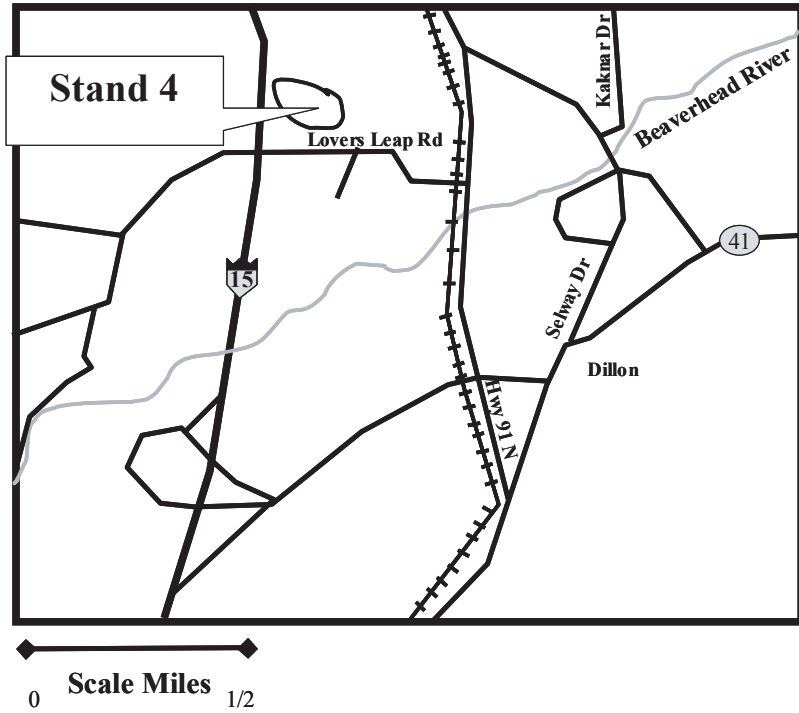 Stand 4
Kaknar Dr
Beaverhead River
Lovers Leap Rd
41
15
Selway Dr
Dillon
Hwy 91 N
Scale Miles
0
1/2